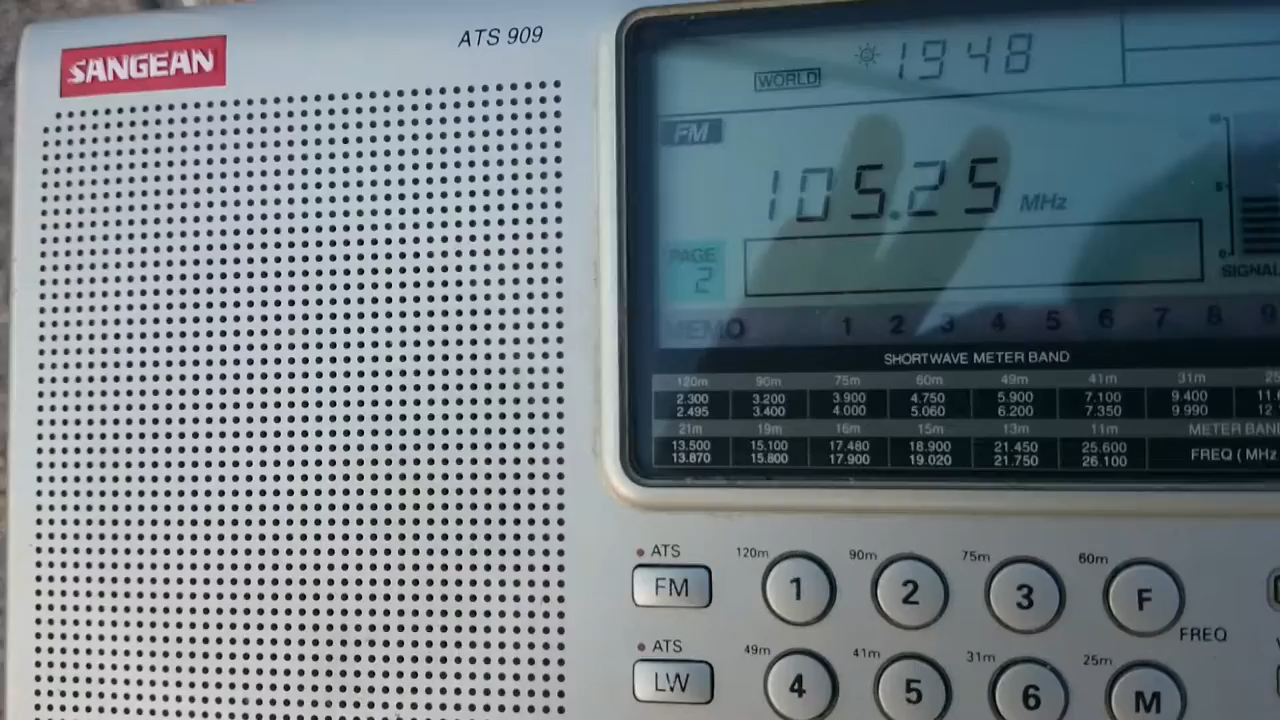 SANGEAN
ATS 909
WORLD
1948
FM
105.25 MHz
PAGE
2
SIGNAL
MEMO 1 2 3 4 5 6 7 8 9
SHORTWAVE METER BAND
120m 90m 75m 60m 49m 41m 31m
2.300 3.200 3.900 4.750 5.900 7.100 9.400
2.495 3.400 4.000 5.060 6.200 7.350 9.990
21m 19m 16m 15m 13m 11m METER BAN
13.500 15.100 17.480 18.900 21.450 25.600 FREQ ( MHz
13.870 15.800 17.900 19.020 21.750 26.100
ATS 120m 90m 75m 60m
FM 1 2 3 F
FREQ
ATS 49m 41m 31m 25m
LW 4 5 6 M